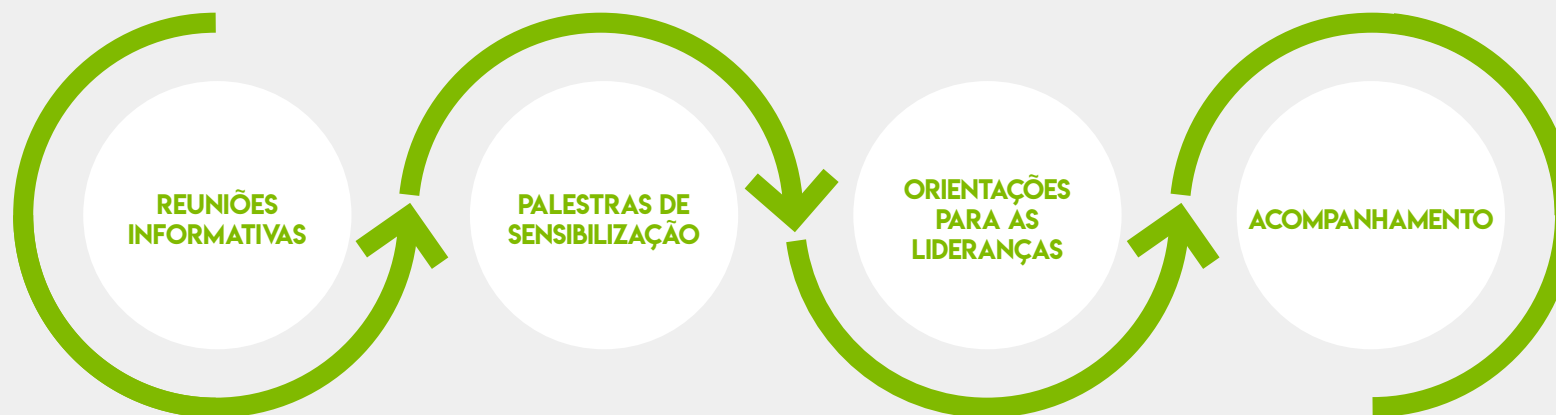 REUNIÕES
INFORMATIVAS
PALESTRAS DE
SENSIBILIZAÇÃO
ORIENTAÇÕES
PARA AS
LIDERANÇAS
ACOMPANHAMENTO